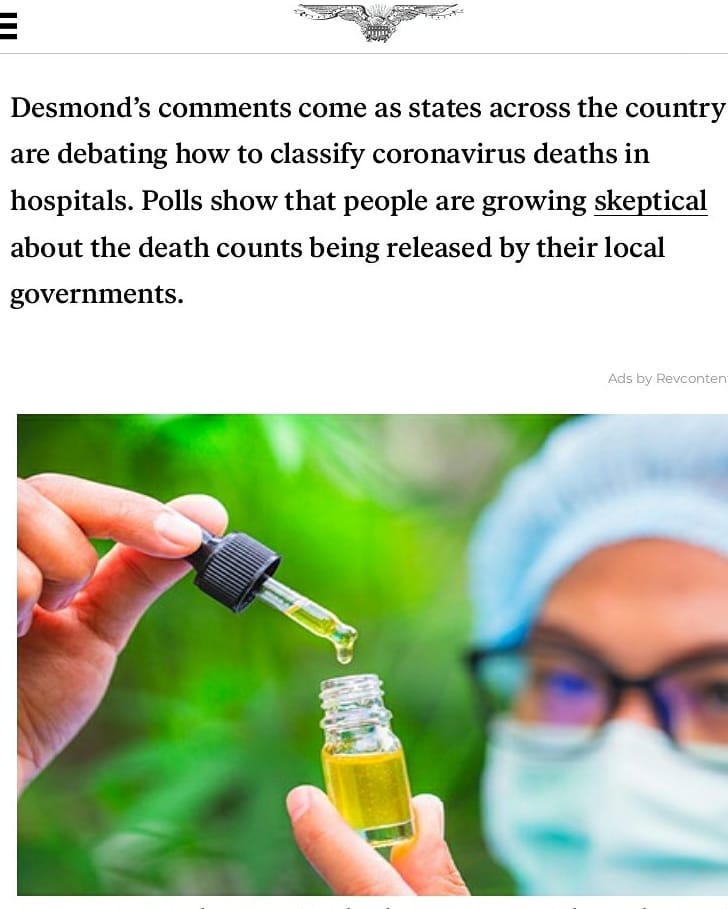 Desmond’s comments come as states across the country
are debating how to classify coronavirus deaths in
hospitals. Polls show that people are growing skeptical
about the death counts being released by their local
governments.
Ads by Revconten